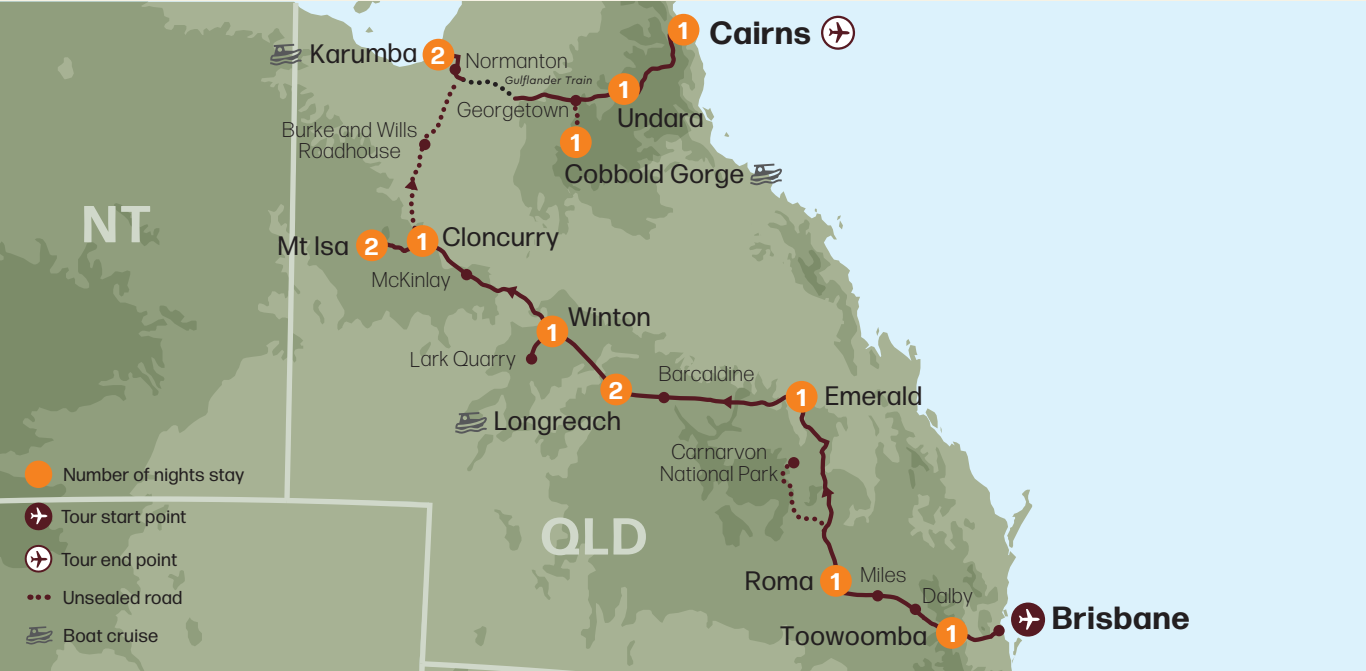 1
Cairns
Karumba
2
Normanton
Gulflander Train
1
Georgetown
Undara
Burke and Wills
Roadhouse
1
Cobbold Gorge
NT
Mt Isa
2
1
Cloncurry
McKinlay
Winton
1
Lark Quarry
Barcaldine
2
1
Emerald
Longreach
Carnarvon
National Park
QLD
Roma
1
Miles
Dalby
Toowoomba
1
Brisbane
Number of nights stay
Tour start point
Tour end point
Unsealed road
Boat cruise